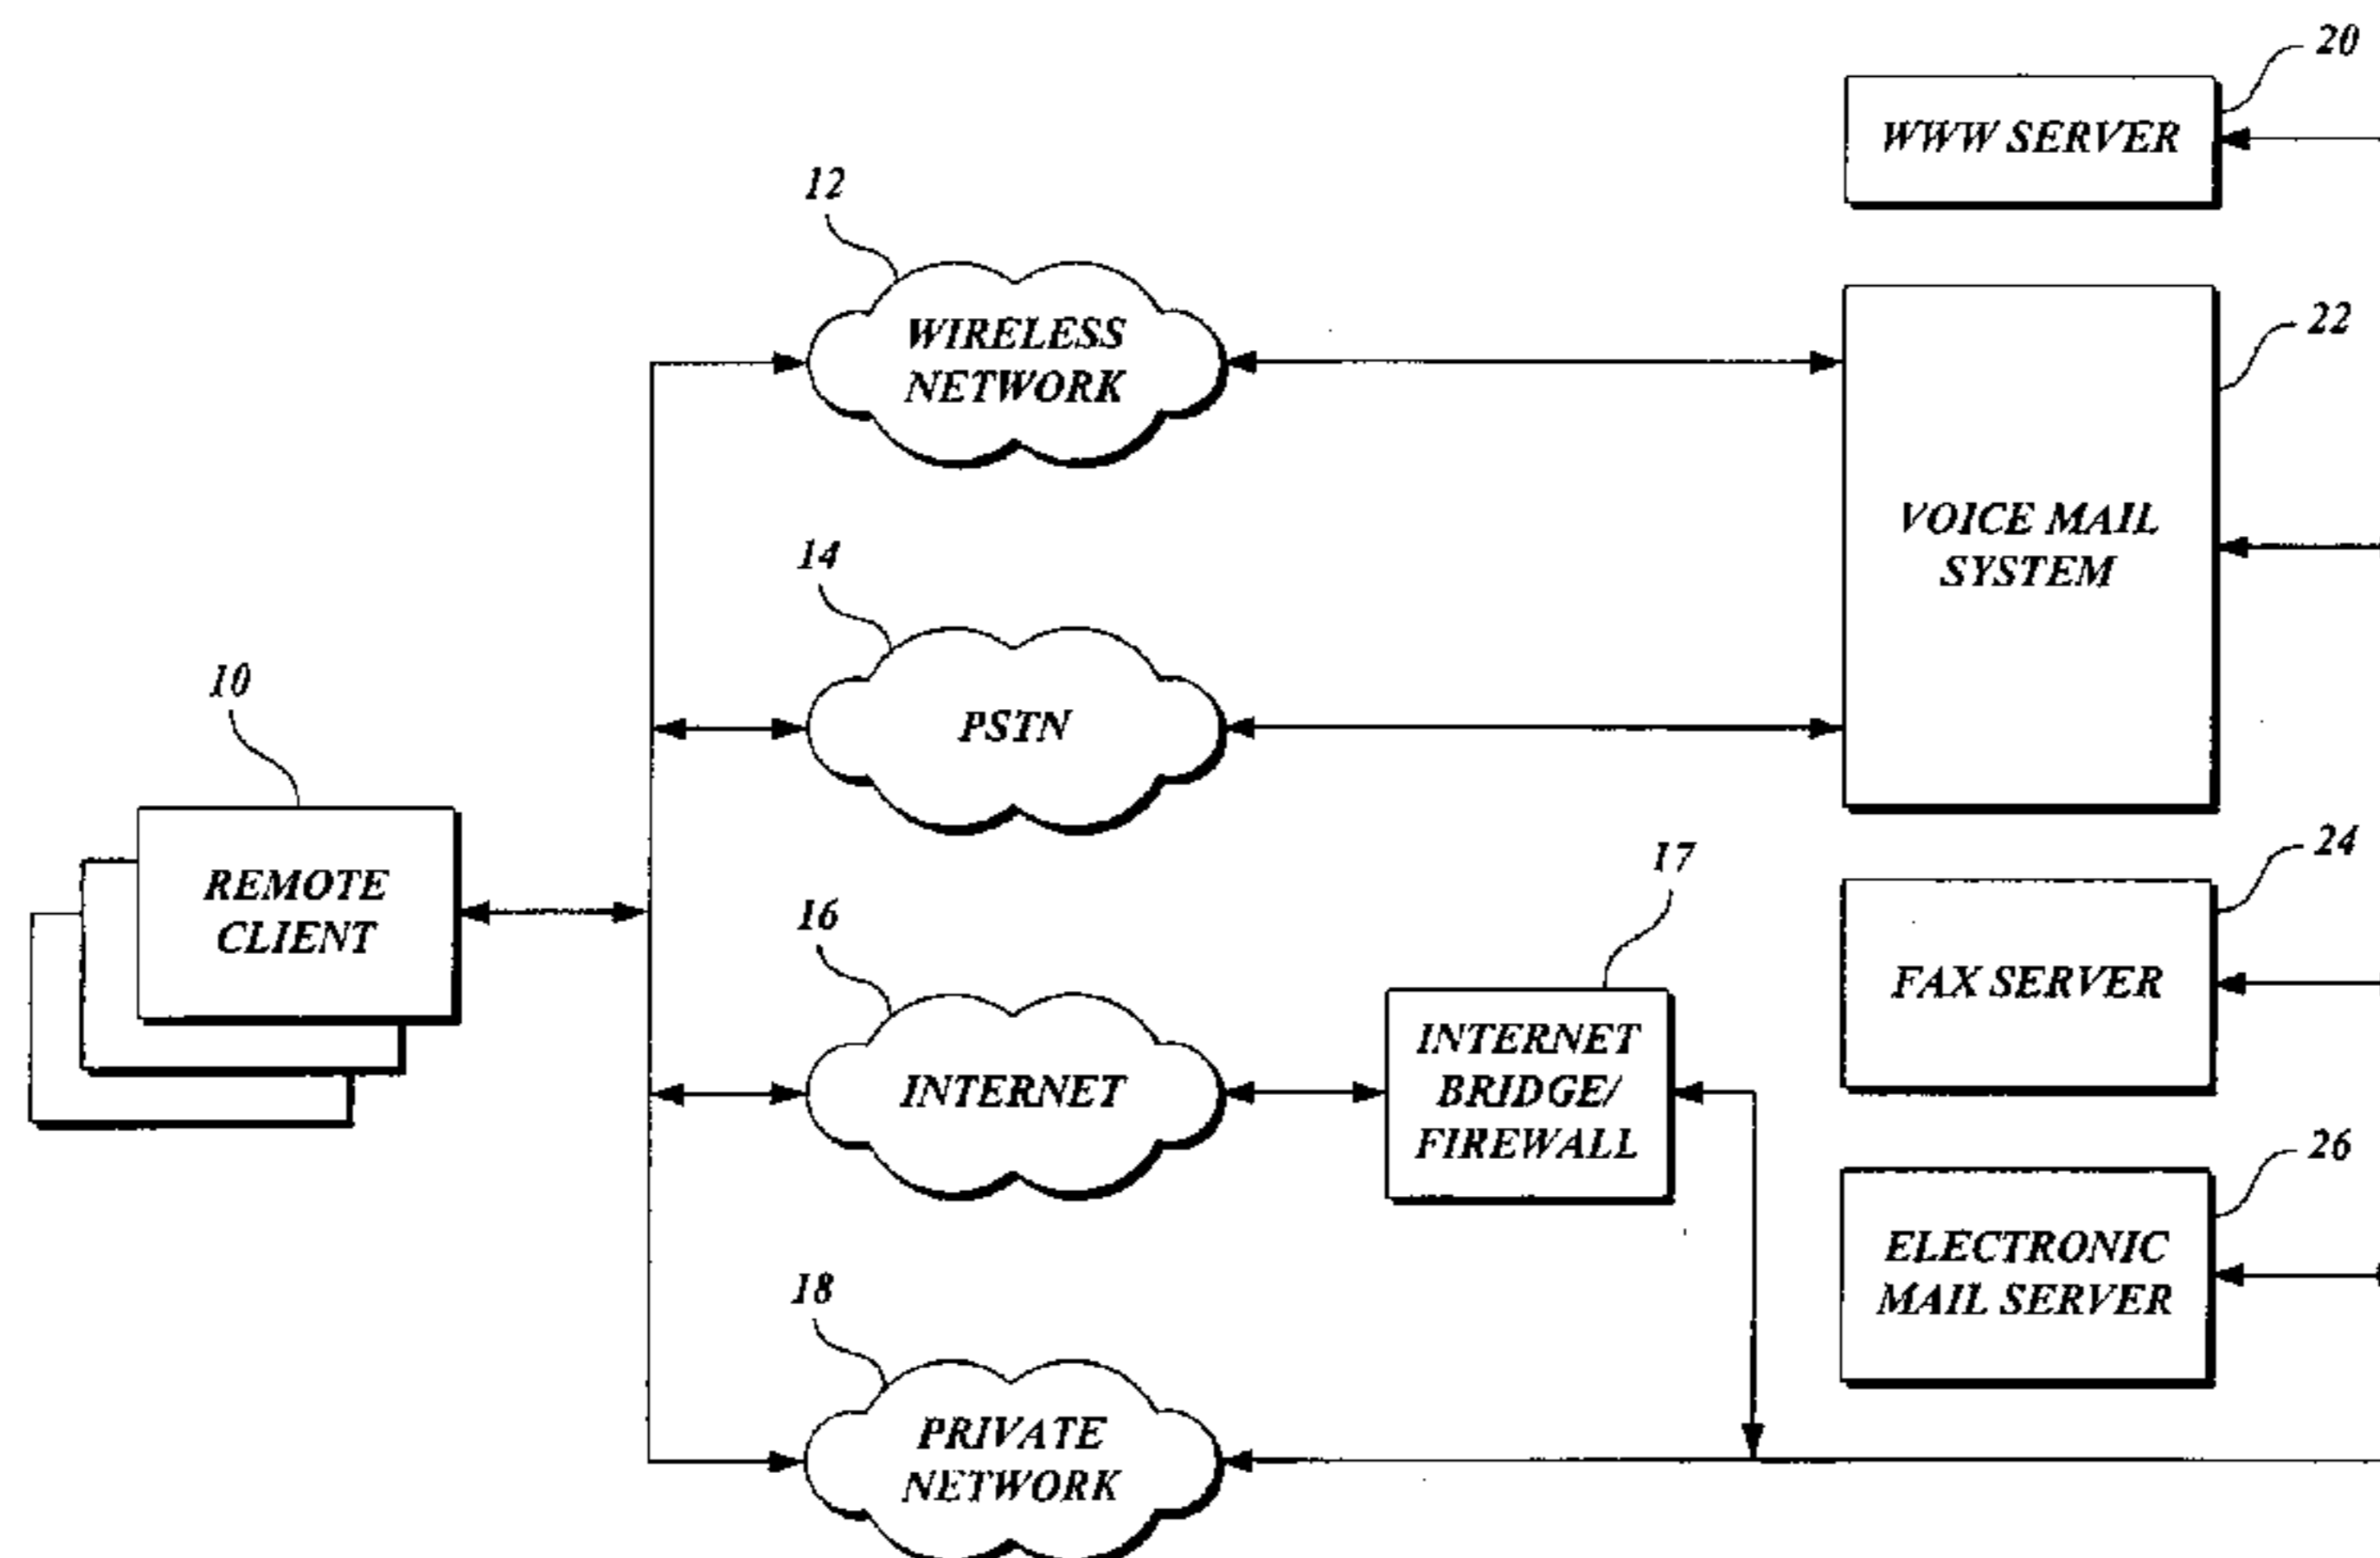 20
WWW SERVER
12
WIRELESS
NETWORK
22
VOICE MAIL
SYSTEM
14
PSTN
10
REMOTE
CLIENT
24
FAX SERVER
17
16
INTERNET
INTERNET
BRIDGE/
FIREWALL
26
ELECTRONIC
MAIL SERVER
18
PRIVATE
NETWORK